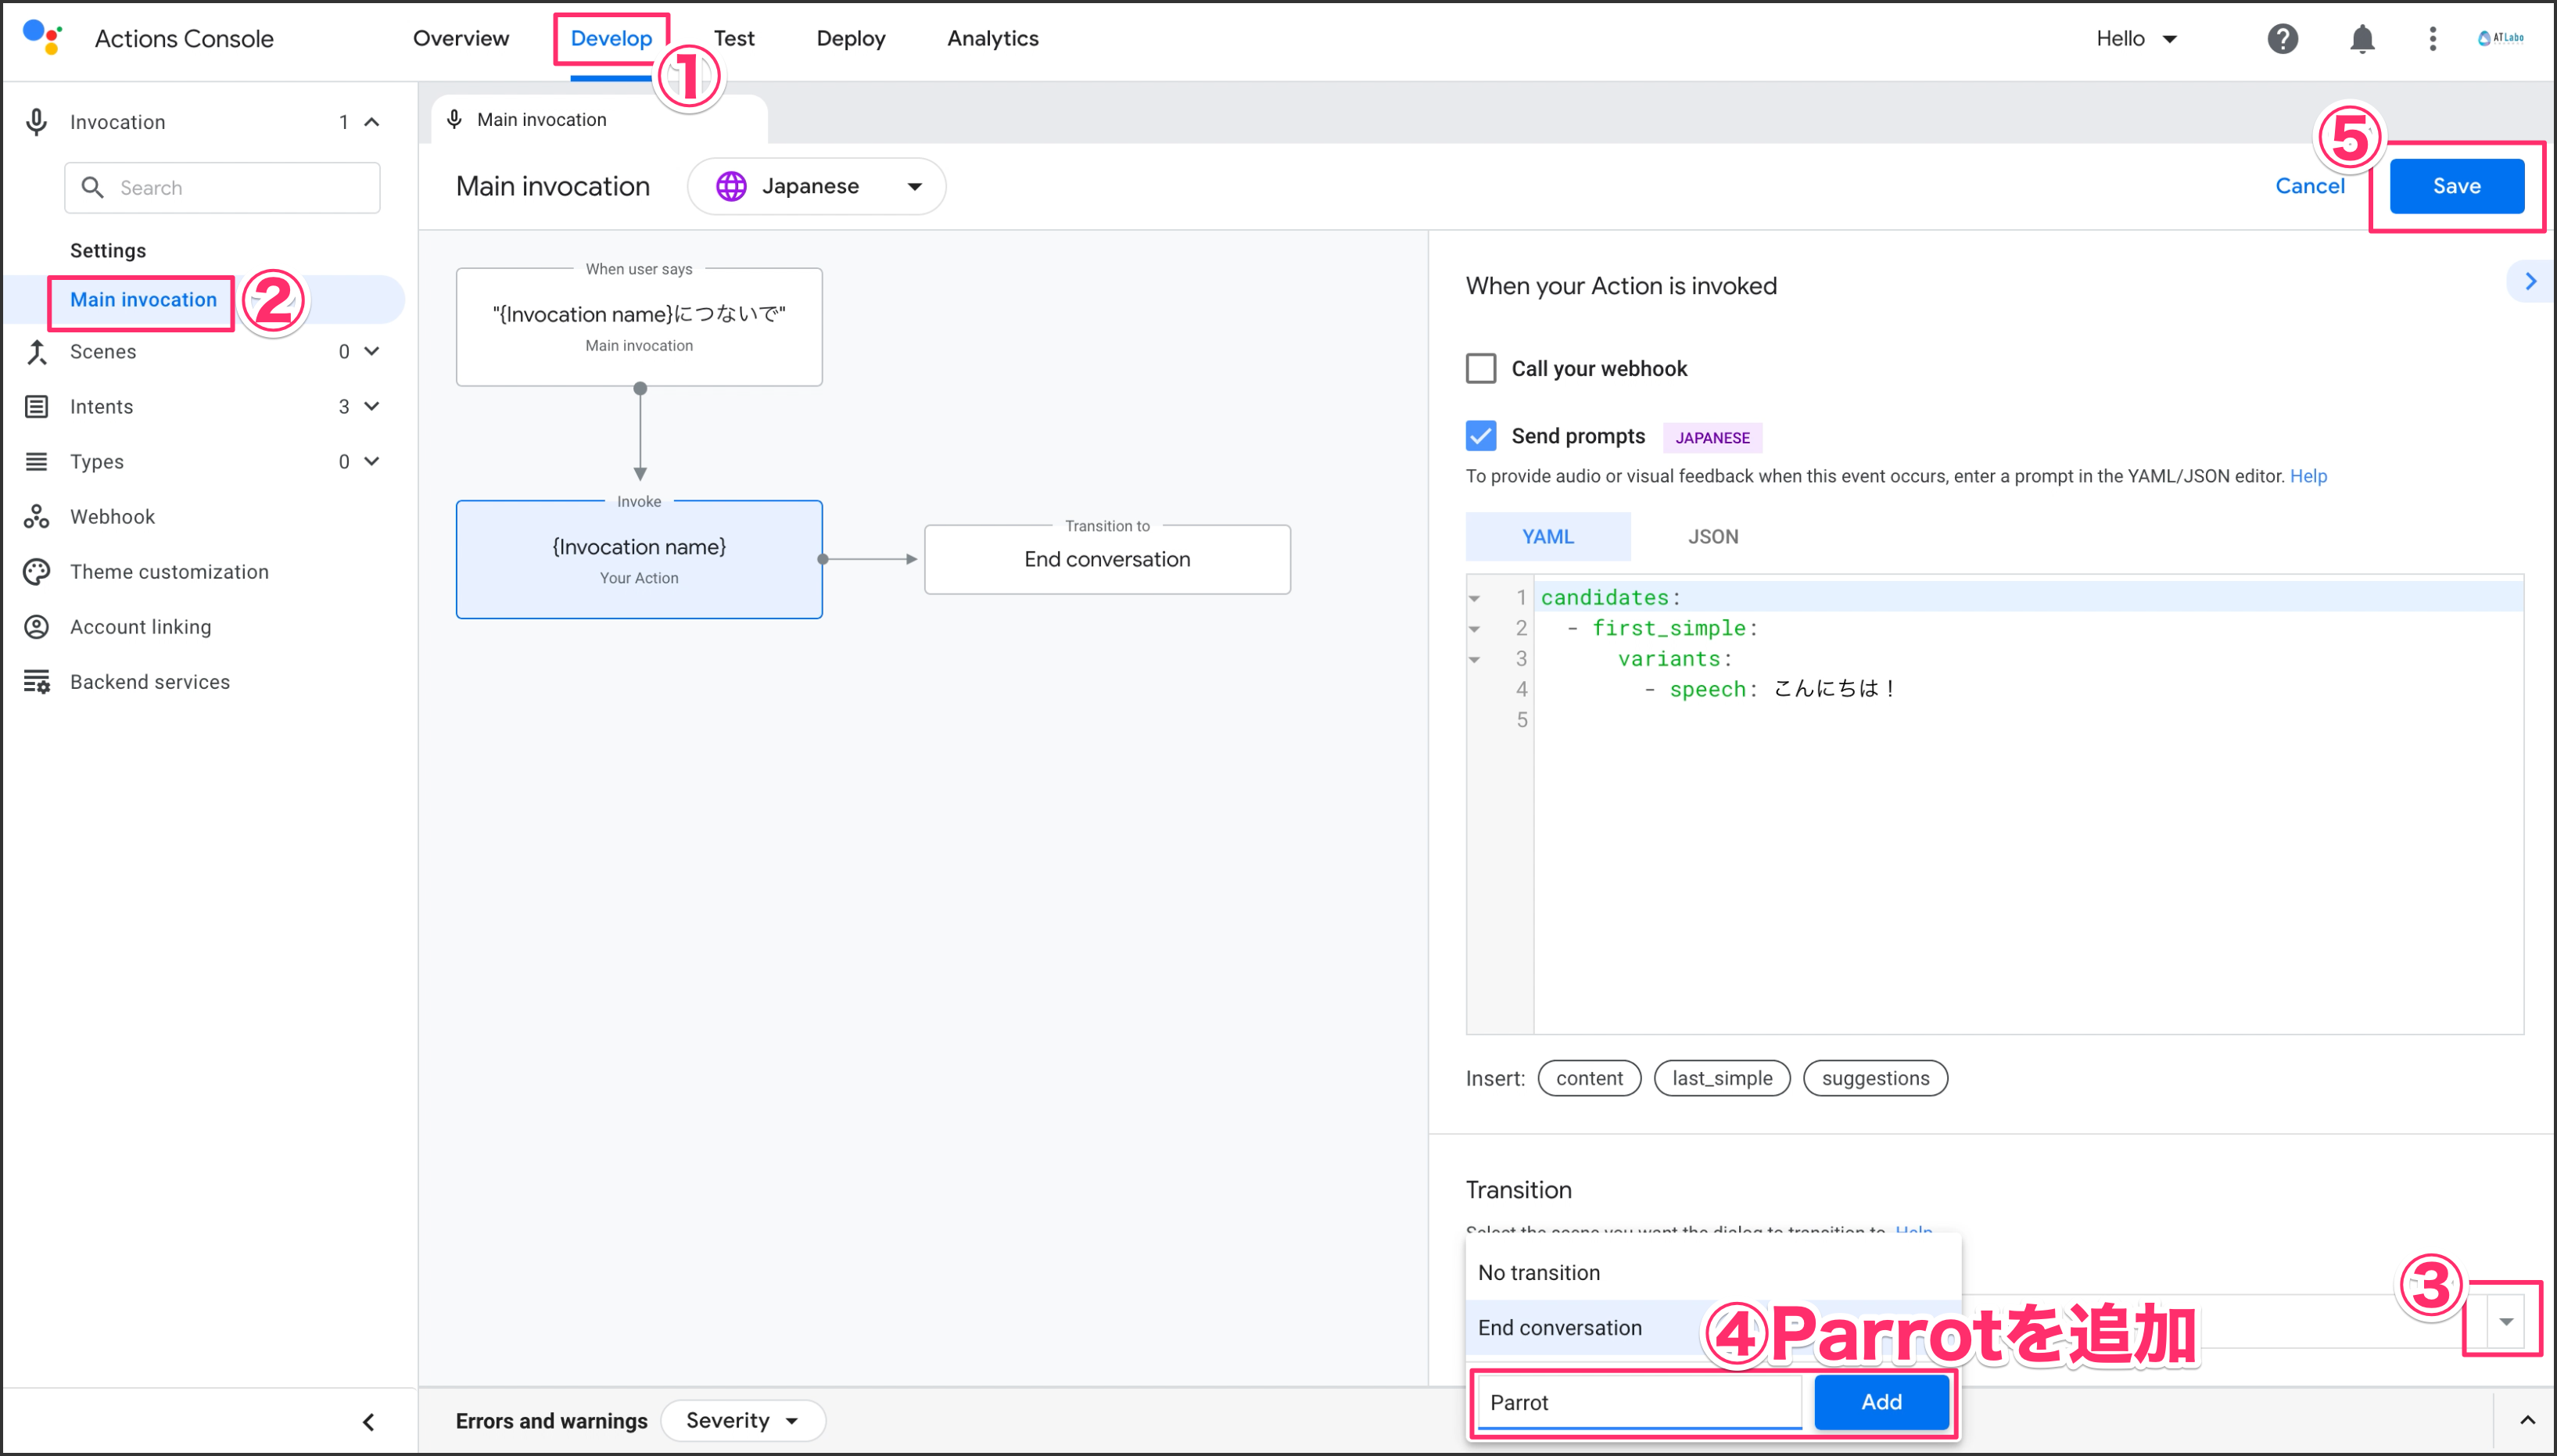 Actions Console
Overview
Develop
Test
Deploy
Analytics
Hello
ATLabo
①
Invocation 1
Search
Settings
Main invocation
②
Scenes 0
Intents 3
Types 0
Webhook
Theme customization
Account linking
Backend services
Main invocation
Main invocation
Japanese
Cancel
Save
⑤
When user says
"{Invocation name}につないで"
Main invocation
Invoke
{Invocation name}
Your Action
Transition to
End conversation
When your Action is invoked
Call your webhook
Send prompts JAPANESE
To provide audio or visual feedback when this event occurs, enter a prompt in the YAML/JSON editor. Help
YAML JSON
1 candidates:
2 - first_simple:
3 variants:
4 - speech: こんにちは！
5
Insert: content last_simple suggestions
Transition
Select the scene you want the dialog to transition to. Help
No transition
End conversation
③
④Parrotを追加
Parrot
Add
Errors and warnings
Severity